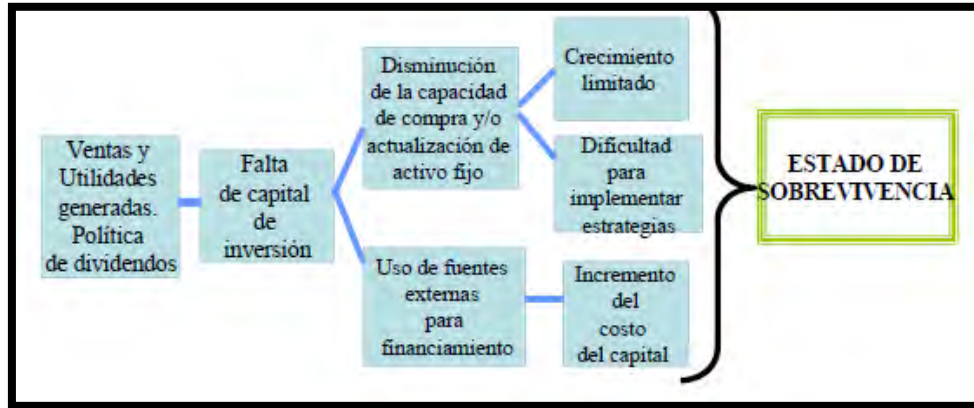 Ventas y
Utilidades
generadas.
Política
de dividendos
Falta
de capital
de
inversión
Disminución
de la capacidad
de compra y/o
actualización de
activo fijo
Uso de fuentes
externas
para
financiamiento
Crecimiento
limitado
Dificultad
para
implementar
estrategias
Incremento
del
costo
del capital
ESTADO DE
SOBREVIVENCIA